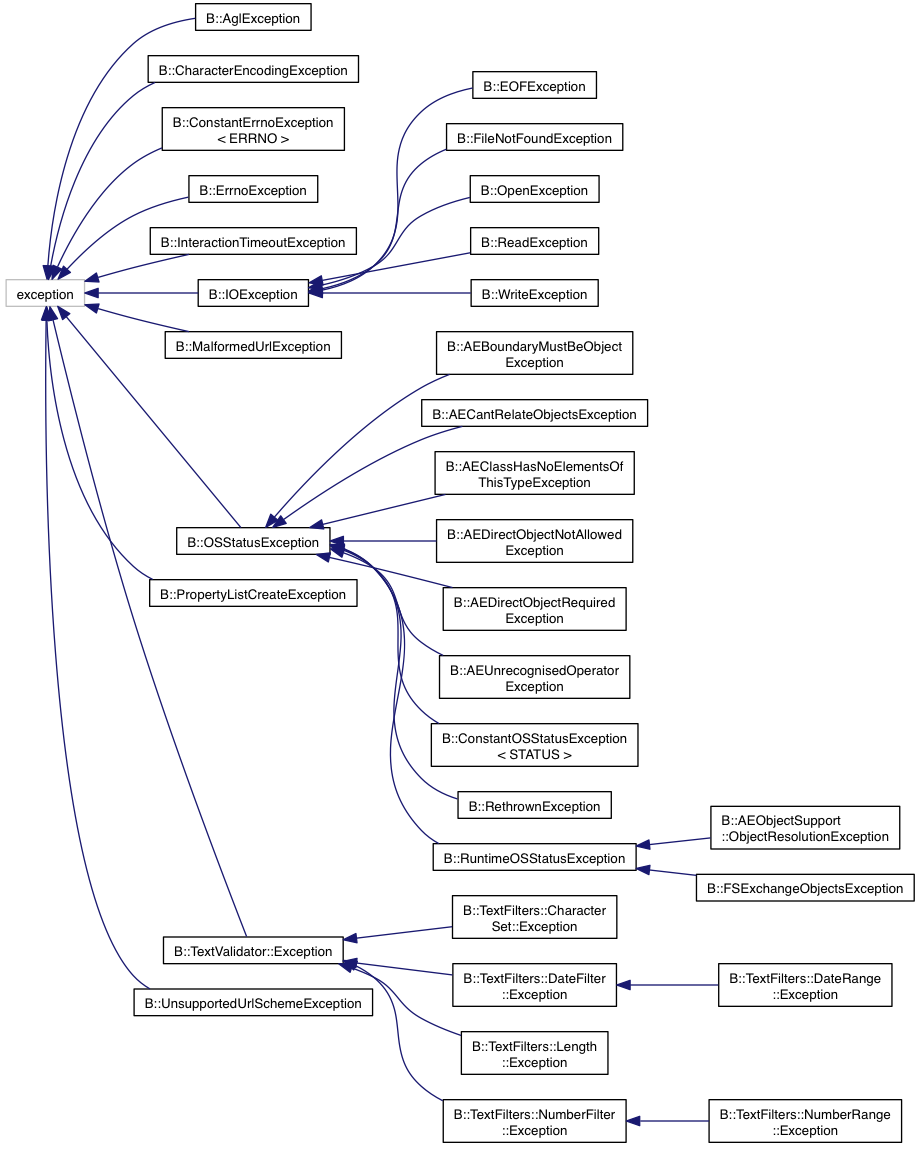 B::AglException
B::CharacterEncodingException
B::EOFException
B::ConstantErrnoException
< ERRNO >
B::FileNotFoundException
B::ErrnoException
B::OpenException
B::InteractionTimeoutException
B::ReadException
exception
B::IOException
B::WriteException
B::MalformedUrlException
B::AEBoundaryMustBeObject
Exception
B::AECantRelateObjectsException
B::AEClassHasNoElementsOf
ThisTypeException
B::OSStatusException
B::AEDirectObjectNotAllowed
Exception
B::PropertyListCreateException
B::AEDirectObjectRequired
Exception
B::AEUnrecognisedOperator
Exception
B::ConstantOSStatusException
< STATUS >
B::RethrownException
B::AEObjectSupport
::ObjectResolutionException
B::RuntimeOSStatusException
B::FSExchangeObjectsException
B::TextFilters::Character
Set::Exception
B::TextValidator::Exception
B::TextFilters::DateFilter
::Exception
B::TextFilters::DateRange
::Exception
B::UnsupportedUrlSchemeException
B::TextFilters::Length
::Exception
B::TextFilters::NumberFilter
::Exception
B::TextFilters::NumberRange
::Exception